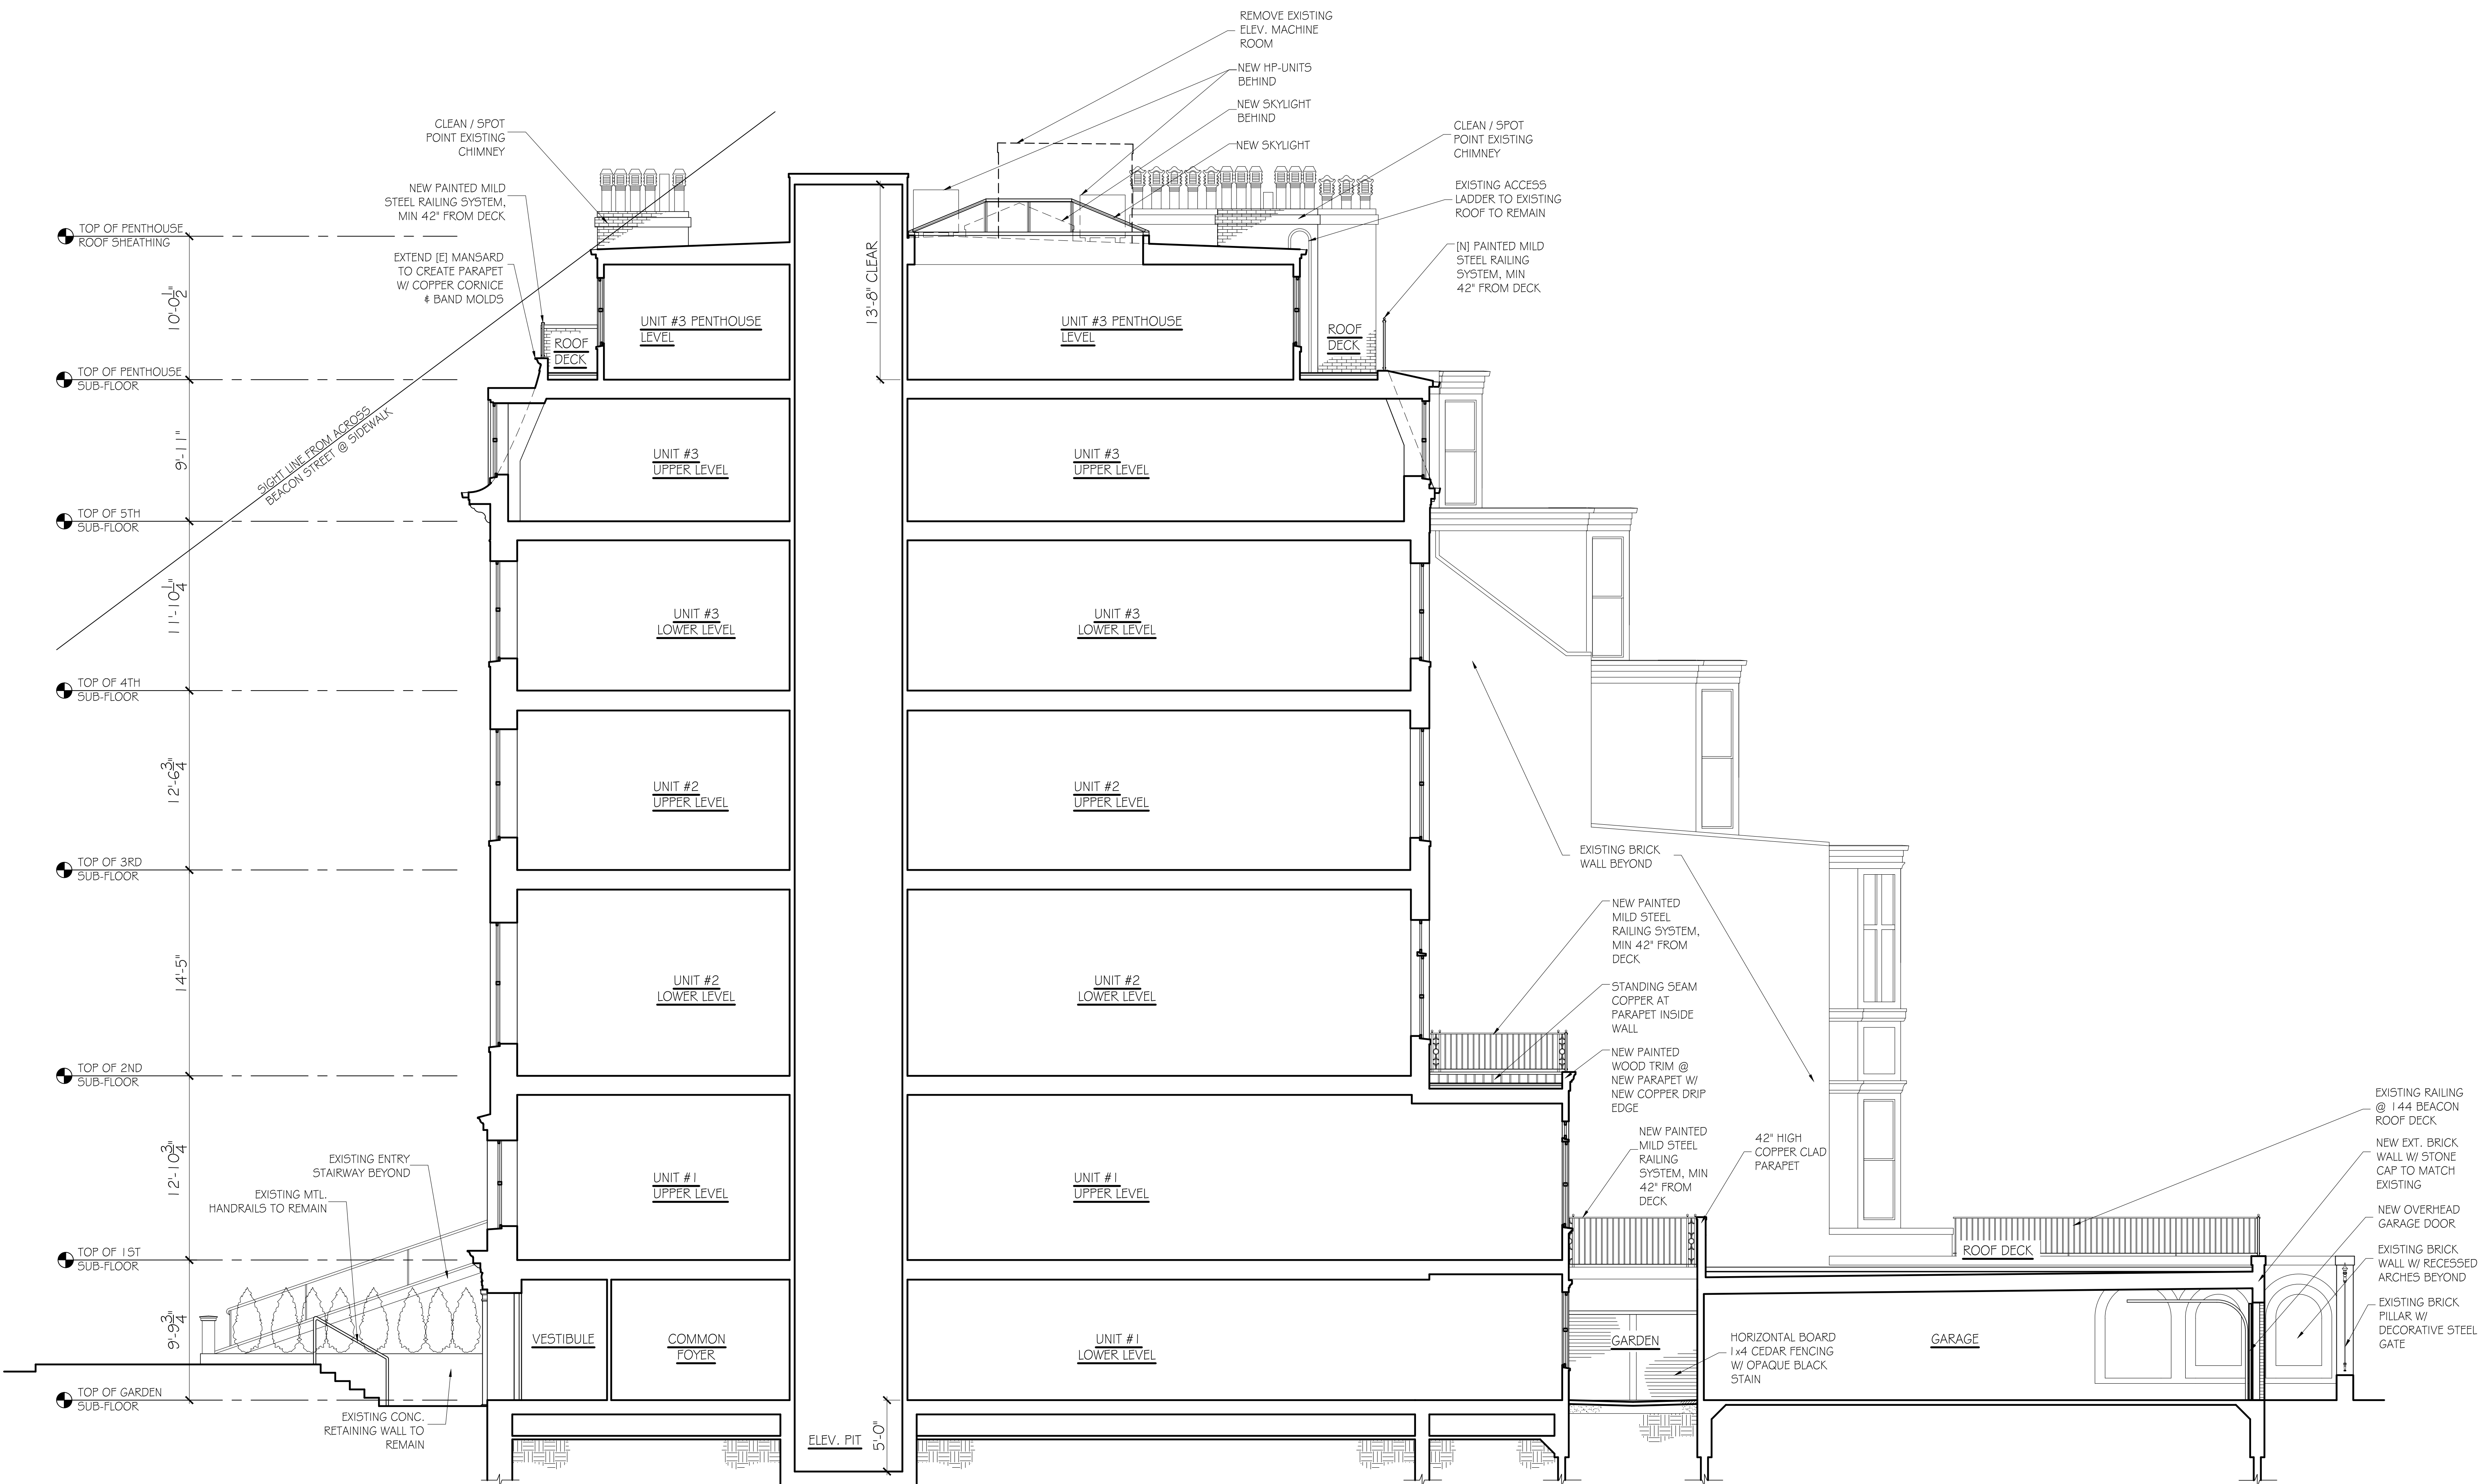 REMOVE EXISTING
ELEV. MACHINE
ROOM
NEW HP-UNITS
BEHIND
NEW SKYLIGHT
BEHIND
NEW SKYLIGHT
CLEAN / SPOT
POINT EXISTING
CHIMNEY
NEW PAINTED MILD
STEEL RAILING SYSTEM,
MIN 42" FROM DECK
EXTEND [E] MANSARD
TO CREATE PARAPET
W/ COPPER CORNICE
& BAND MOLDS
CLEAN / SPOT
POINT EXISTING
CHIMNEY
EXISTING ACCESS
LADDER TO EXISTING
ROOF TO REMAIN
[N] PAINTED MILD
STEEL RAILING
SYSTEM, MIN
42" FROM DECK
TOP OF PENTHOUSE
ROOF SHEATHING
10'-0 1/2"
TOP OF PENTHOUSE
SUB-FLOOR
9'-11"
TOP OF 5TH
SUB-FLOOR
11'-10 1/4"
TOP OF 4TH
SUB-FLOOR
12'-6 3/4"
TOP OF 3RD
SUB-FLOOR
14'-5"
TOP OF 2ND
SUB-FLOOR
12'-10 3/4"
TOP OF 1ST
SUB-FLOOR
9'-9 3/4"
TOP OF GARDEN
SUB-FLOOR
SIGHT LINE FROM ACROSS
BEACON STREET @ SIDEWALK
13'-8" CLEAR
ROOF
DECK
UNIT #3 PENTHOUSE
LEVEL
UNIT #3 PENTHOUSE
LEVEL
ROOF
DECK
UNIT #3
UPPER LEVEL
UNIT #3
UPPER LEVEL
UNIT #3
LOWER LEVEL
UNIT #3
LOWER LEVEL
UNIT #2
UPPER LEVEL
UNIT #2
UPPER LEVEL
UNIT #2
LOWER LEVEL
UNIT #2
LOWER LEVEL
UNIT #1
UPPER LEVEL
UNIT #1
UPPER LEVEL
VESTIBULE
COMMON
FOYER
UNIT #1
LOWER LEVEL
GARDEN
GARAGE
ROOF DECK
ELEV. PIT
5'-0"
EXISTING ENTRY
STAIRWAY BEYOND
EXISTING MTL.
HANDRAILS TO REMAIN
EXISTING CONC.
RETAINING WALL TO
REMAIN
EXISTING BRICK
WALL BEYOND
NEW PAINTED
MILD STEEL
RAILING SYSTEM,
MIN 42" FROM
DECK
STANDING SEAM
COPPER AT
PARAPET INSIDE
WALL
NEW PAINTED
WOOD TRIM @
NEW PARAPET W/
NEW COPPER DRIP
EDGE
NEW PAINTED
MILD STEEL
RAILING
SYSTEM, MIN
42" FROM
DECK
42" HIGH
COPPER CLAD
PARAPET
HORIZONTAL BOARD
1x4 CEDAR FENCING
W/ OPAQUE BLACK
STAIN
EXISTING RAILING
@ 144 BEACON
ROOF DECK
NEW EXT. BRICK
WALL W/ STONE
CAP TO MATCH
EXISTING
NEW OVERHEAD
GARAGE DOOR
EXISTING BRICK
WALL W/ RECESSED
ARCHES BEYOND
EXISTING BRICK
PILLAR W/
DECORATIVE STEEL
GATE